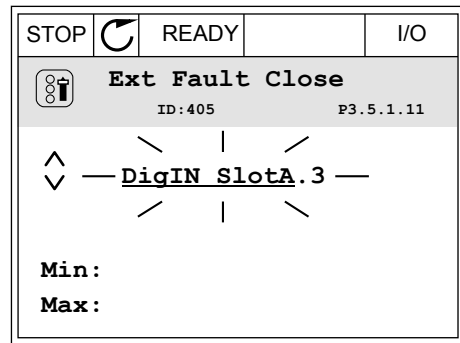 STOP READY I/O
Ext Fault Close
ID:405 P3.5.1.11
DigIN SlotA.3
Min:
Max: